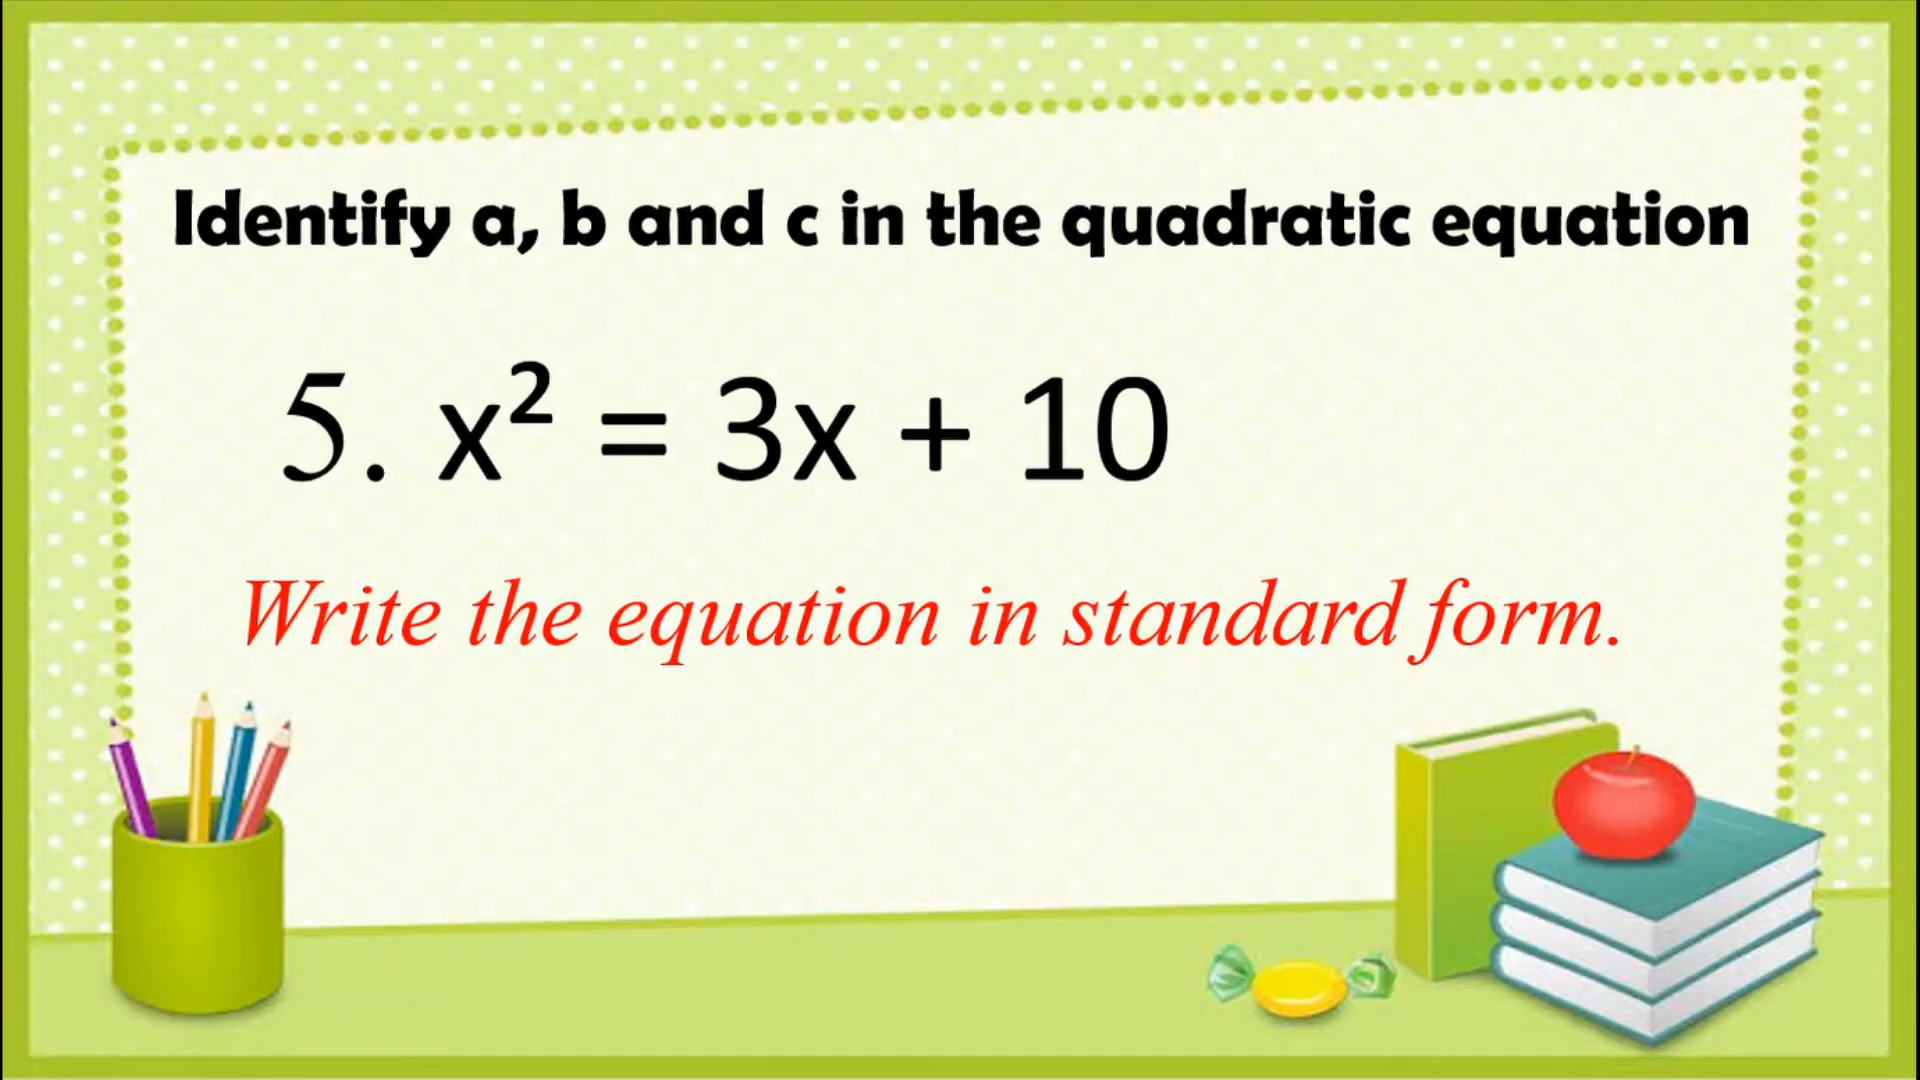 Identify a, b and c in the quadratic equation
5. x² = 3x + 10
Write the equation in standard form.